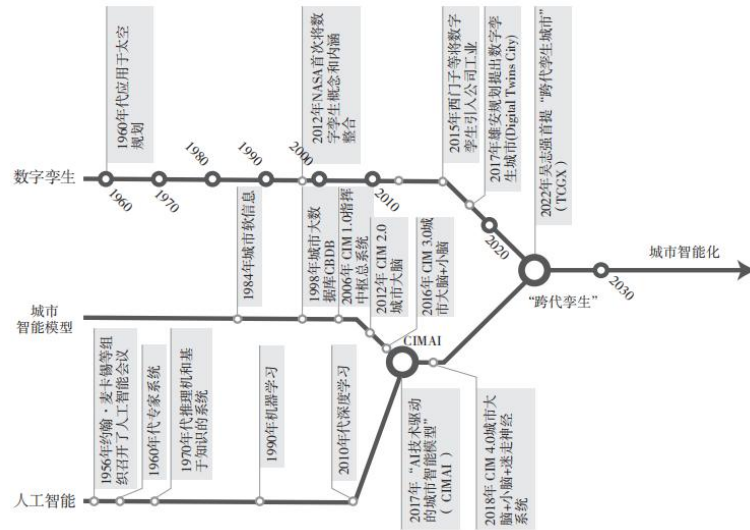 1960年代应用于太空
规划
2012年NASA首次将数
字孪生概念和内涵
整合
2015年西门子等将数字
孪生引入公司工业
2017年雄安规划提出数字孪
生城市(Digital Twins City)
2022年吴志强首提“跨代孪生城市”
(TCGX)
数字孪生
1960
1970
1980
1990
2000
2010
2020
2030
城市智能化
“跨代孪生”
1984年城市软信息
1998年城市大数
据库CBDB
2006年 CIM 1.0指挥
中枢总系统
2012年 CIM 2.0
城市大脑
2016年 CIM 3.0城
市大脑+小脑
城市
智能模型
CIMAI
1956年约翰·麦卡锡等组
织召开了人工智能会议
1960年代专家系统
1970年代推理机和基
于知识的系统
1990年机器学习
2010年代深度学习
2017年“AI技术驱动
的城市智能模型”
(CIMAI)
2018年 CIM 4.0城市大
脑+小脑+迷走神经
系统
人工智能